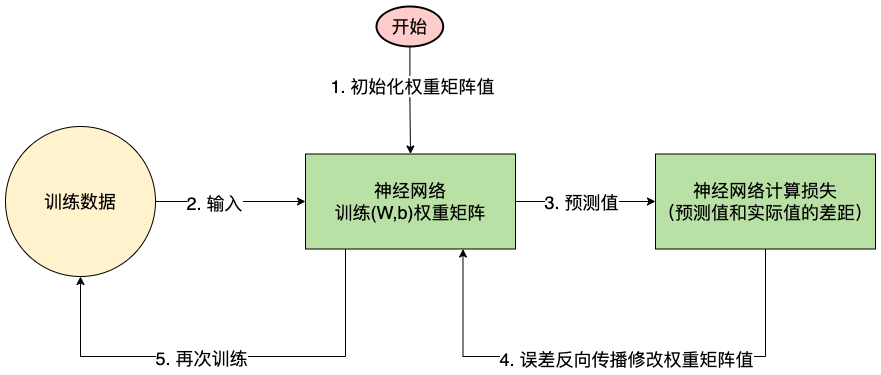 开始
1. 初始化权重矩阵值
训练数据
2. 输入
神经网络
训练(W,b)权重矩阵
3. 预测值
神经网络计算损失
（预测值和实际值的差距）
5. 再次训练
4. 误差反向传播修改权重矩阵值